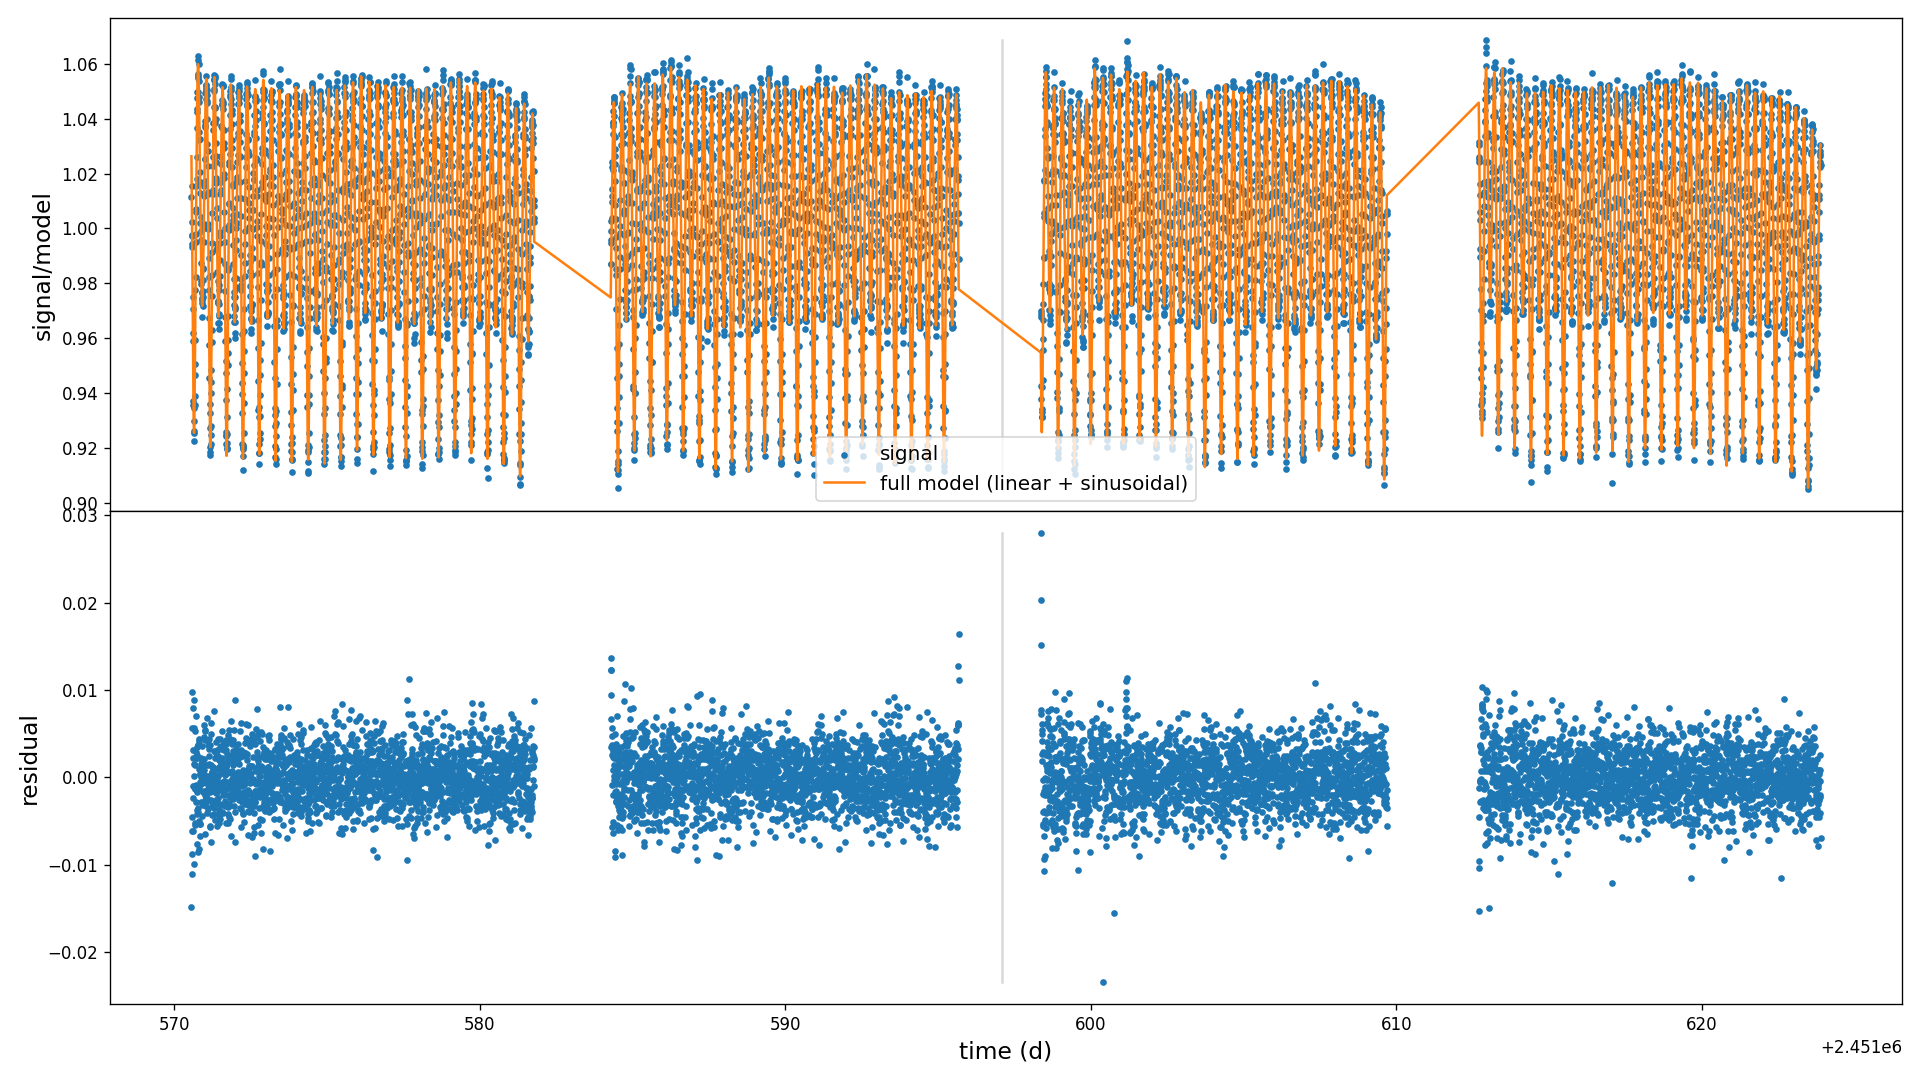 1.06
1.04
1.02
1.00
0.98
0.96
0.94
0.92
0.90
signal/model
signal
full model (linear + sinusoidal)
0.03
0.02
0.01
0.00
−0.01
−0.02
residual
570 580 590 600 610 620
time (d)
+2.451e6